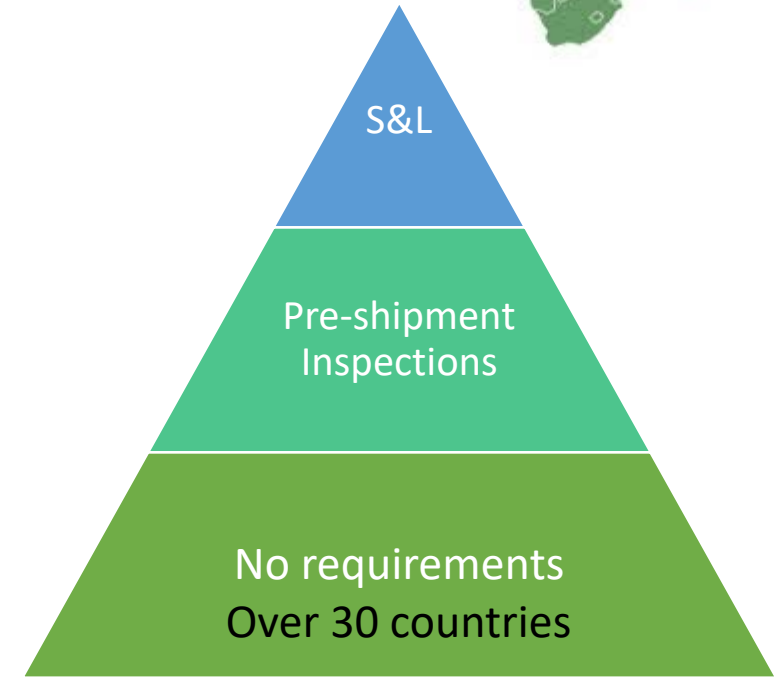 S&L
Pre-shipment
Inspections
No requirements
Over 30 countries